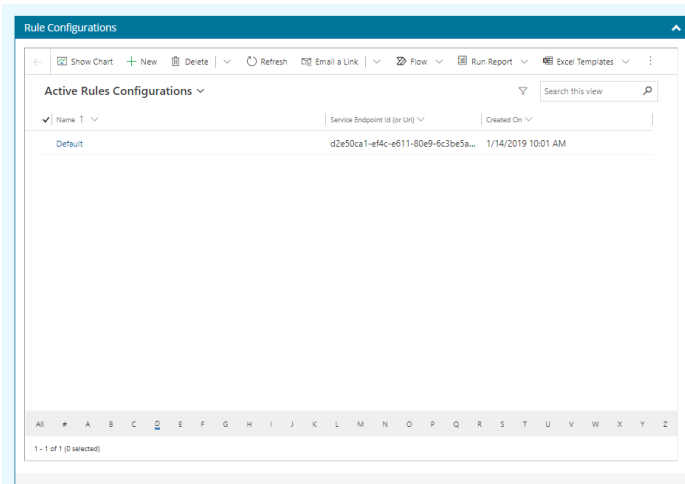 Rule Configurations
Show Chart New Delete Refresh Email a Link Flow Run Report Excel Templates
Active Rules Configurations
Search this view
Name Service Endpoint Id (or Url) Created On
Default d2e50ca1-ef4c-e611-80e9-6c3be5a... 1/14/2019 10:01 AM
All # A B C D E F G H I J K L M N O P Q R S T U V W X Y Z
1 - 1 of 1 (0 selected)